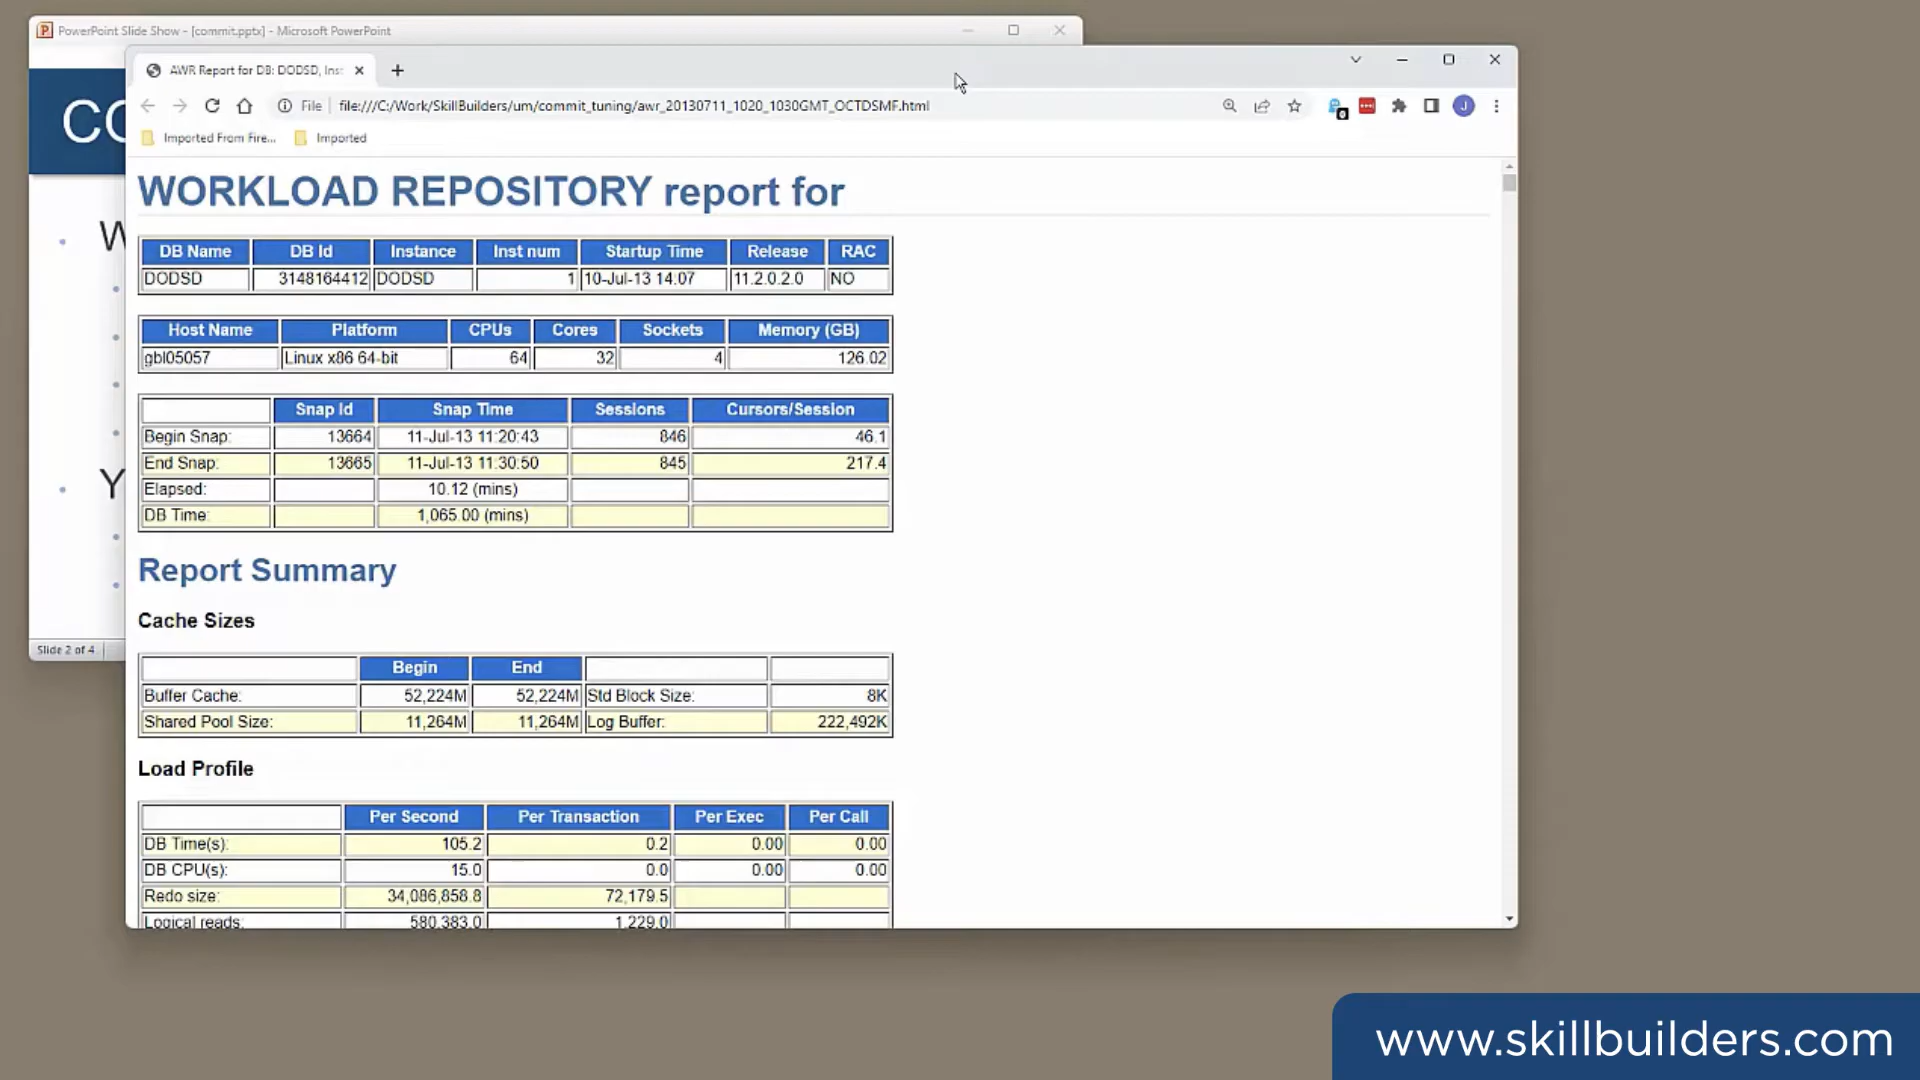 PowerPoint Slide Show - [commit.pptx] - Microsoft PowerPoint
AWR Report for DB: DODSD, Ins:
File file:///C:/Work/SkillBuilders/um/commit_tuning/awr_20130711_1020_1030GMT_OCTDSMF.html
J
Imported From Fire... Imported
CO
WORKLOAD REPOSITORY report for
DB Name DB Id Instance Inst num Startup Time Release RAC
DODSD 3148164412 DODSD 1 10-Jul-13 14:07 11.2.0.2.0 NO
Host Name Platform CPUs Cores Sockets Memory (GB)
gbl05057 Linux x86 64-bit 64 32 4 126.02
Snap Id Snap Time Sessions Cursors/Session
Begin Snap: 13664 11-Jul-13 11:20:43 846 46.1
End Snap: 13665 11-Jul-13 11:30:50 845 217.4
Elapsed: 10.12 (mins)
DB Time: 1,065.00 (mins)
Report Summary
Cache Sizes
Begin End
Buffer Cache: 52,224M 52,224M Std Block Size: 8K
Shared Pool Size: 11,264M 11,264M Log Buffer: 222,492K
Load Profile
Per Second Per Transaction Per Exec Per Call
DB Time(s): 105.2 0.2 0.00 0.00
DB CPU(s): 15.0 0.0 0.00 0.00
Redo size: 34,086,858.8 72,179.5
Logical reads: 580,383.0 1,229.0
Slide 2 of 4
www.skillbuilders.com